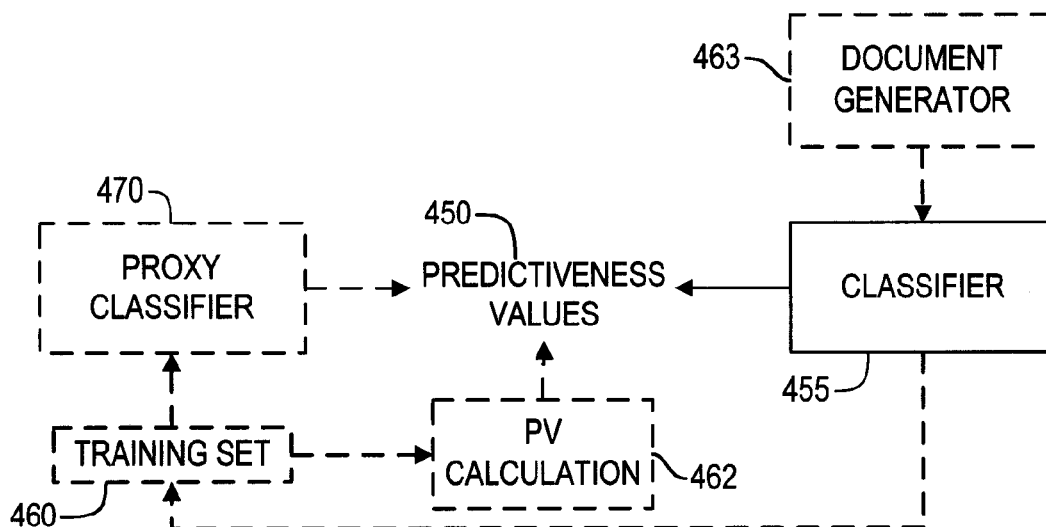 463
DOCUMENT
GENERATOR
470
450
PROXY
CLASSIFIER
PREDICTIVENESS
VALUES
CLASSIFIER
455
TRAINING SET
PV
CALCULATION
460
462